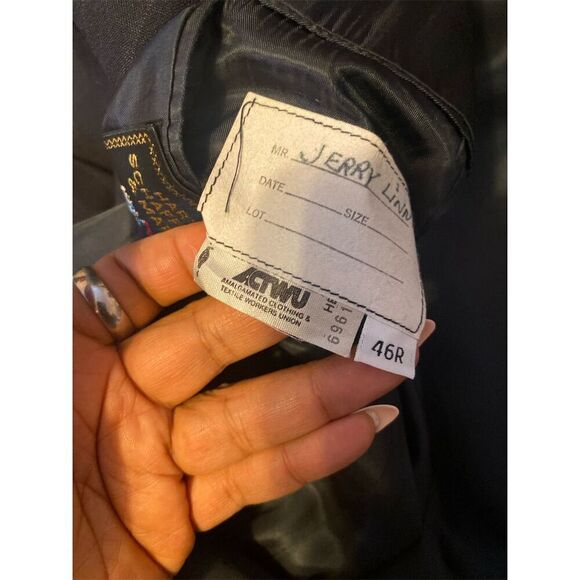 MR. JERRY LINN
DATE SIZE
LOT
ACTWU
AMALGAMATED CLOTHING &
TEXTILE WORKERS UNION
46R